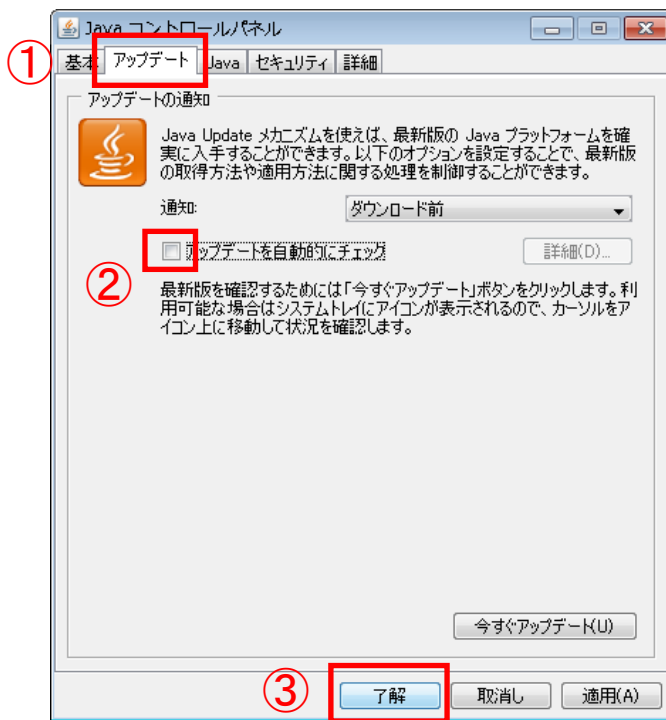 Java コントロールパネル
① 基本 アップデート Java セキュリティ 詳細
アップデートの通知
Java Update メカニズムを使えば、最新版の Java プラットフォームを確
実に入手することができます。以下のオプションを設定することで、最新版
の取得方法や適用方法に関する処理を制御することができます。
通知: ダウンロード前
② アップデートを自動的にチェック 詳細(D)...
最新版を確認するためには「今すぐアップデート」ボタンをクリックします。利
用可能な場合はシステムトレイにアイコンが表示されるので、カーソルをア
イコン上に移動して状況を確認します。
今すぐアップデート(U)
③ 了解 取消し 適用(A)